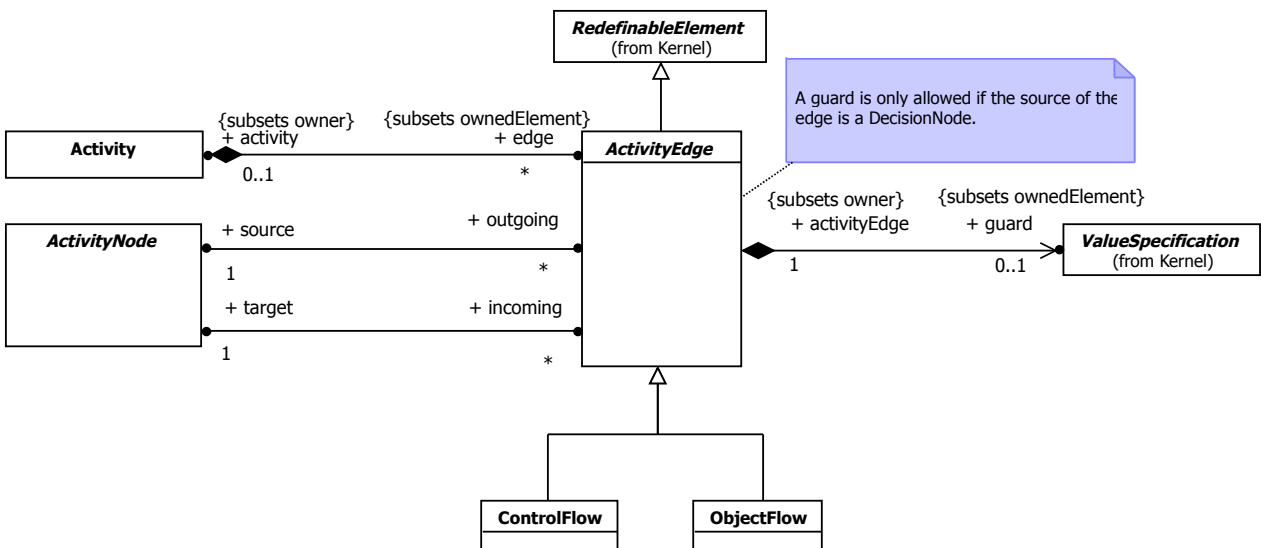 RedefinableElement
(from Kernel)
A guard is only allowed if the source of the
edge is a DecisionNode.
{subsets owner} {subsets ownedElement}
+ activity + edge
Activity
ActivityEdge
0..1 *
{subsets owner} {subsets ownedElement}
+ activityEdge + guard
+ source + outgoing
ActivityNode
ValueSpecification
(from Kernel)
1 *
1 0..1
+ target + incoming
1 *
ControlFlow
ObjectFlow